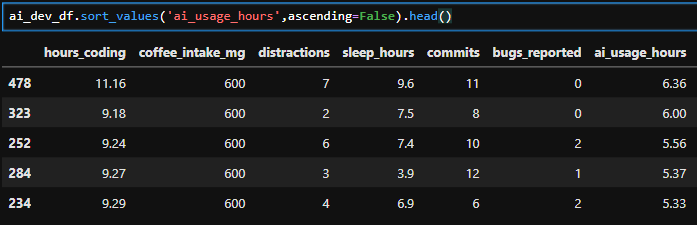 ai_dev_df.sort_values('ai_usage_hours',ascending=False).head()
hours_coding coffee_intake_mg distractions sleep_hours commits bugs_reported ai_usage_hours
478 11.16 600 7 9.6 11 0 6.36
323 9.18 600 2 7.5 8 0 6.00
252 9.24 600 6 7.4 10 2 5.56
284 9.27 600 3 3.9 12 1 5.37
234 9.29 600 4 6.9 6 2 5.33